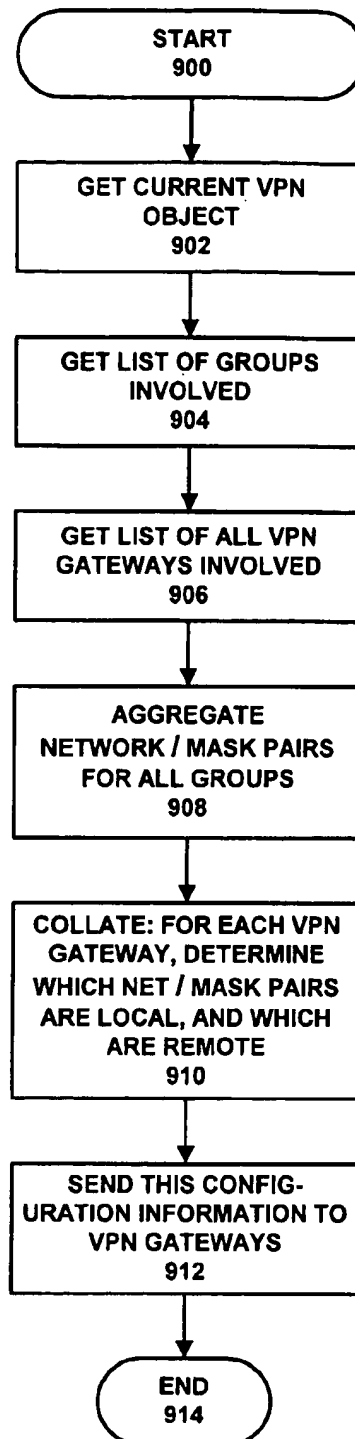 START
900
GET CURRENT VPN
OBJECT
902
GET LIST OF GROUPS
INVOLVED
904
GET LIST OF ALL VPN
GATEWAYS INVOLVED
906
AGGREGATE
NETWORK / MASK PAIRS
FOR ALL GROUPS
908
COLLATE: FOR EACH VPN
GATEWAY, DETERMINE
WHICH NET / MASK PAIRS
ARE LOCAL, AND WHICH
ARE REMOTE
910
SEND THIS CONFIG-
URATION INFORMATION TO
VPN GATEWAYS
912
END
914